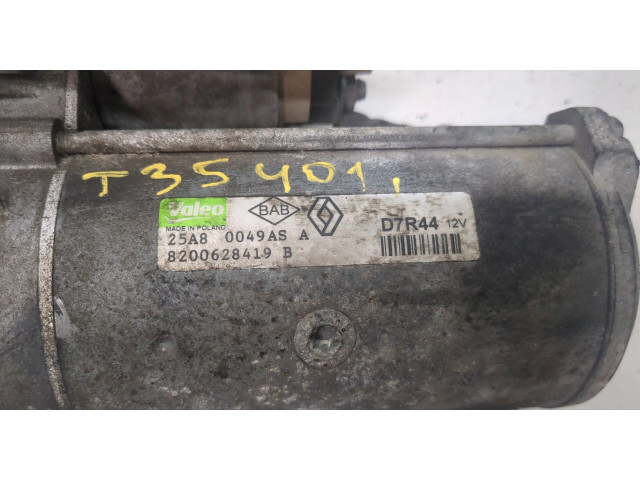 T35401,
Valeo BAB D7R44 12V
MADE IN POLAND
25A8 0049AS A
8200628419 B